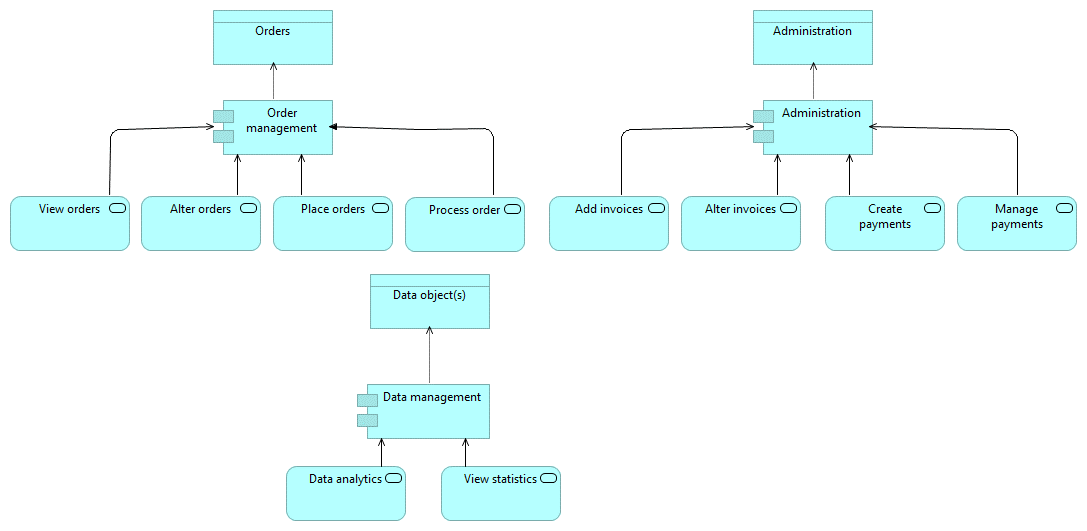 Orders
Administration
Order
management
Administration
View orders
Alter orders
Place orders
Process order
Add invoices
Alter invoices
Create
payments
Manage
payments
Data object(s)
Data management
Data analytics
View statistics